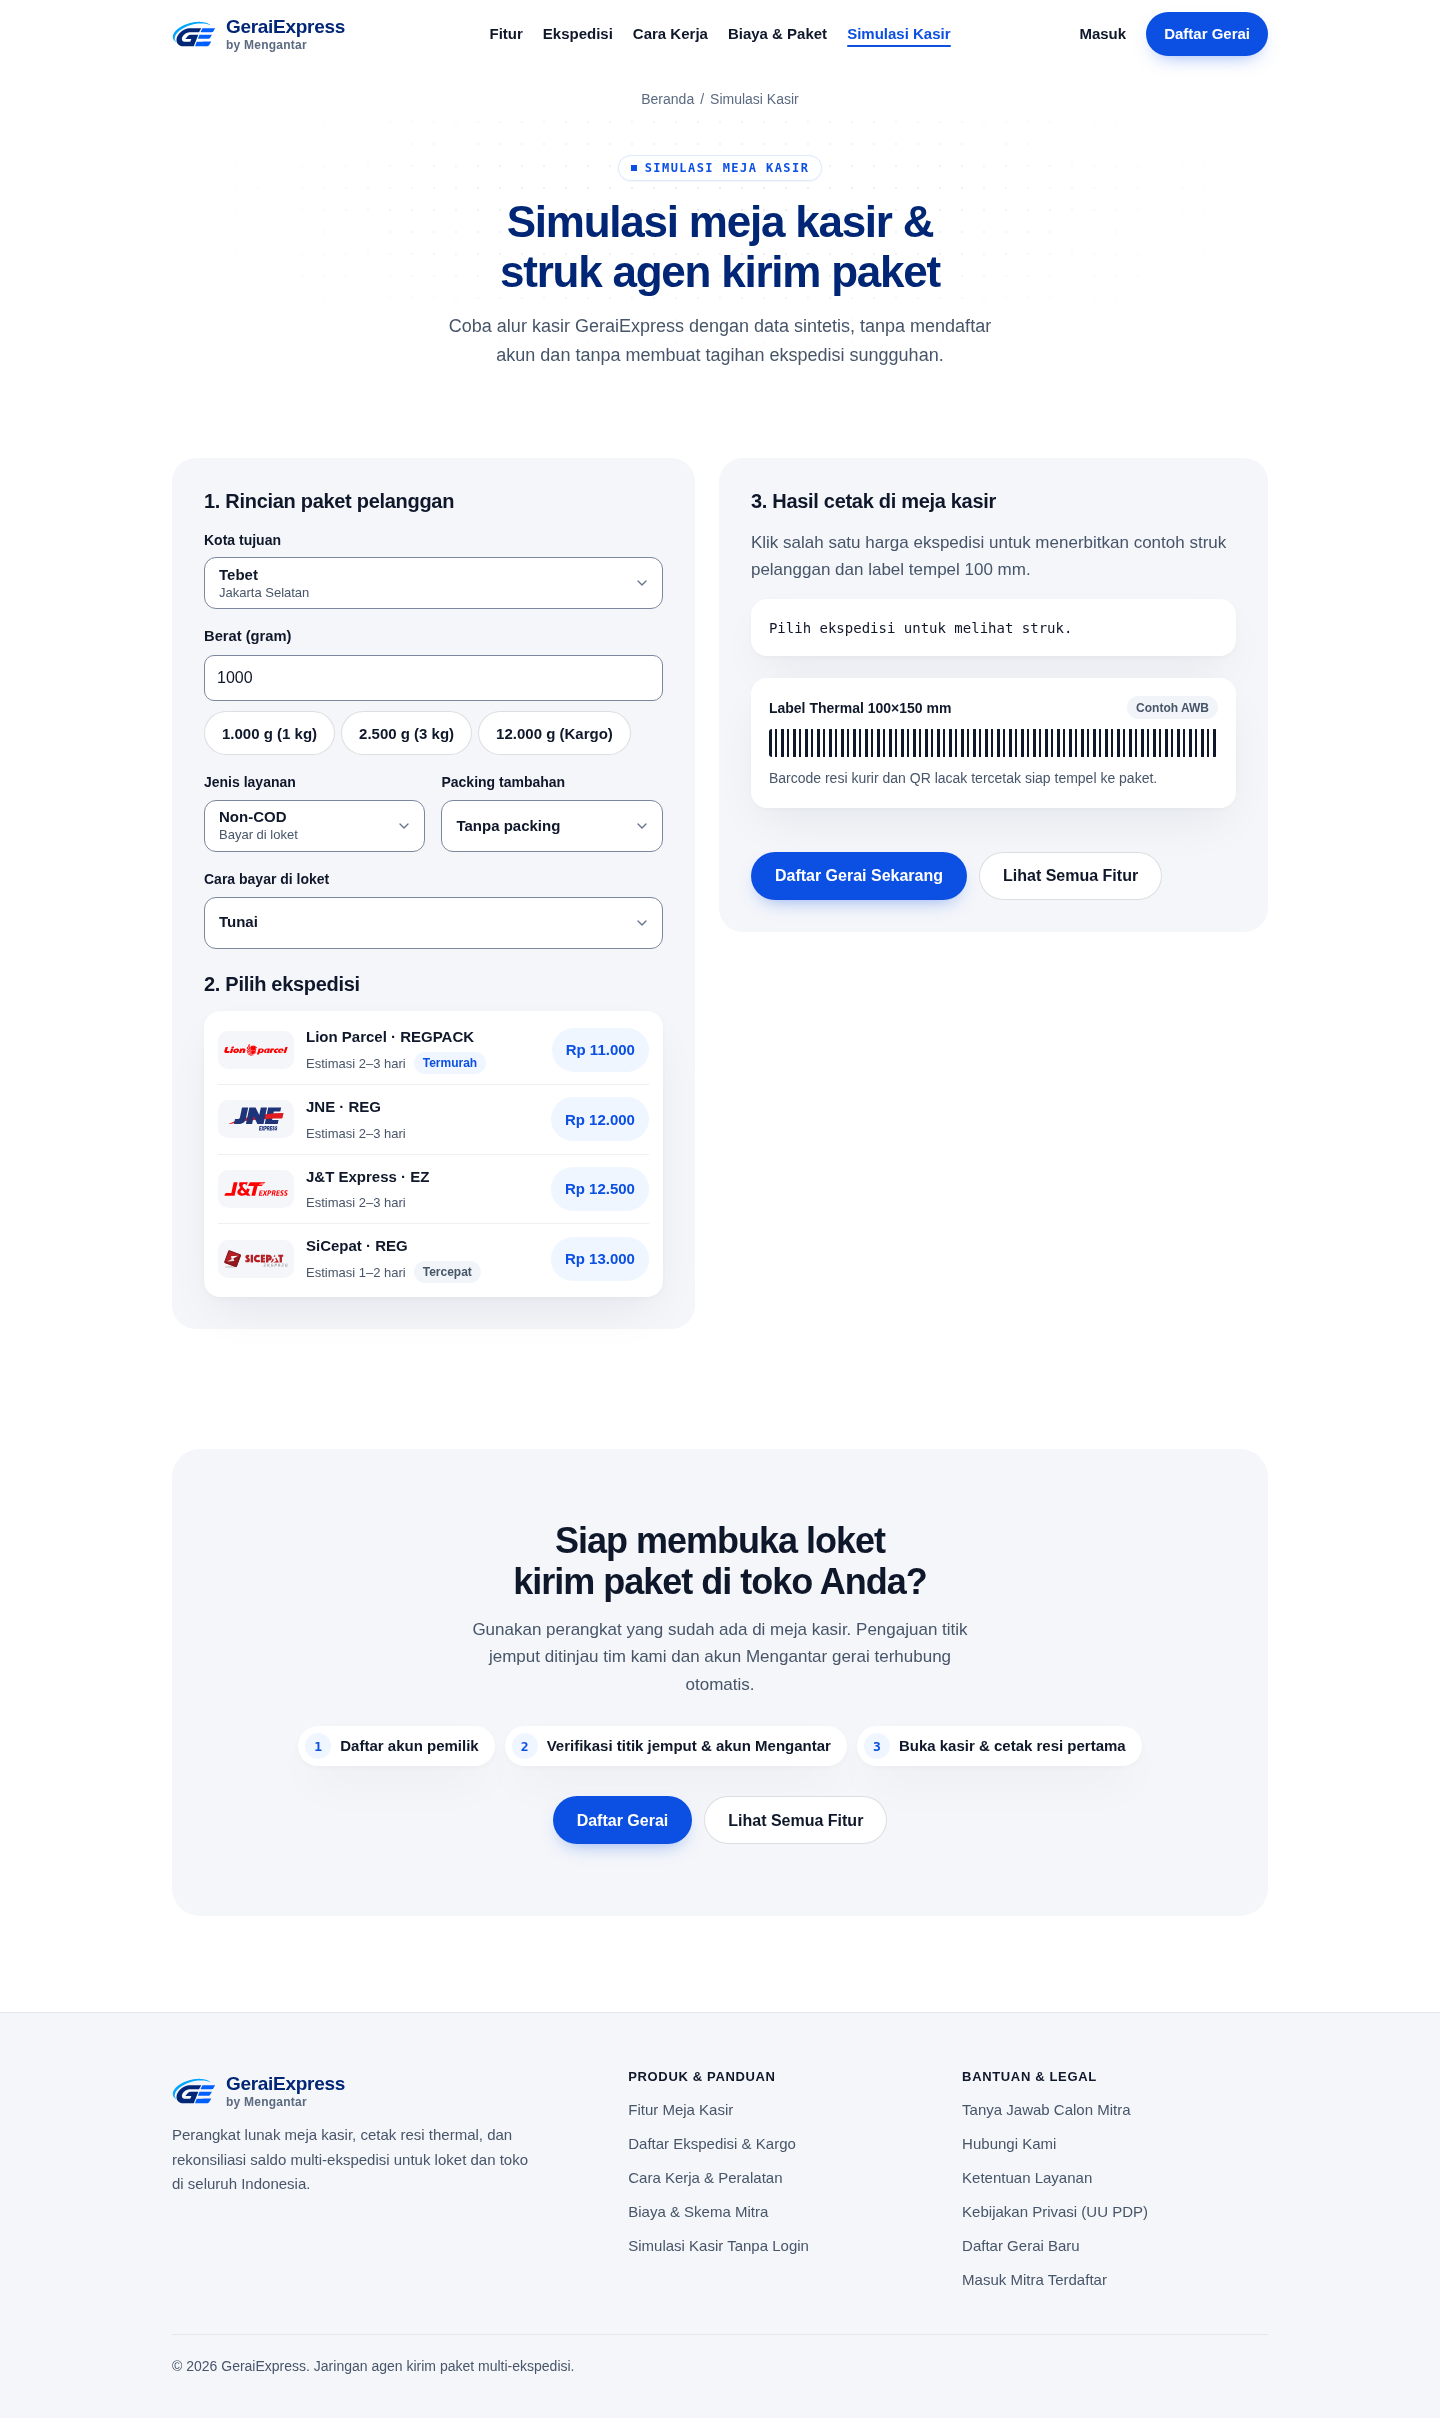 GeraiExpress
by Mengantar
Fitur
Ekspedisi
Cara Kerja
Biaya & Paket
Simulasi Kasir
Masuk
Daftar Gerai
Beranda / Simulasi Kasir
SIMULASI MEJA KASIR
Simulasi meja kasir &
struk agen kirim paket
Coba alur kasir GeraiExpress dengan data sintetis, tanpa mendaftar
akun dan tanpa membuat tagihan ekspedisi sungguhan.
1. Rincian paket pelanggan
Kota tujuan
Tebet
Jakarta Selatan
Berat (gram)
1000
1.000 g (1 kg)
2.500 g (3 kg)
12.000 g (Kargo)
Jenis layanan
Packing tambahan
Non-COD
Bayar di loket
Tanpa packing
Cara bayar di loket
Tunai
2. Pilih ekspedisi
Lion parcel
Lion Parcel · REGPACK
Estimasi 2–3 hari
Termurah
Rp 11.000
JNE
EXPRESS
JNE · REG
Estimasi 2–3 hari
Rp 12.000
J&T EXPRESS
J&T Express · EZ
Estimasi 2–3 hari
Rp 12.500
SICEPAT
SiCepat · REG
Estimasi 1–2 hari
Tercepat
Rp 13.000
3. Hasil cetak di meja kasir
Klik salah satu harga ekspedisi untuk menerbitkan contoh struk
pelanggan dan label tempel 100 mm.
Pilih ekspedisi untuk melihat struk.
Label Thermal 100×150 mm
Contoh AWB
Barcode resi kurir dan QR lacak tercetak siap tempel ke paket.
Daftar Gerai Sekarang
Lihat Semua Fitur
Siap membuka loket
kirim paket di toko Anda?
Gunakan perangkat yang sudah ada di meja kasir. Pengajuan titik
jemput ditinjau tim kami dan akun Mengantar gerai terhubung
otomatis.
1 Daftar akun pemilik
2 Verifikasi titik jemput & akun Mengantar
3 Buka kasir & cetak resi pertama
Daftar Gerai
Lihat Semua Fitur
GeraiExpress
by Mengantar
Perangkat lunak meja kasir, cetak resi thermal, dan
rekonsiliasi saldo multi-ekspedisi untuk loket dan toko
di seluruh Indonesia.
PRODUK & PANDUAN
Fitur Meja Kasir
Daftar Ekspedisi & Kargo
Cara Kerja & Peralatan
Biaya & Skema Mitra
Simulasi Kasir Tanpa Login
BANTUAN & LEGAL
Tanya Jawab Calon Mitra
Hubungi Kami
Ketentuan Layanan
Kebijakan Privasi (UU PDP)
Daftar Gerai Baru
Masuk Mitra Terdaftar
© 2026 GeraiExpress. Jaringan agen kirim paket multi-ekspedisi.